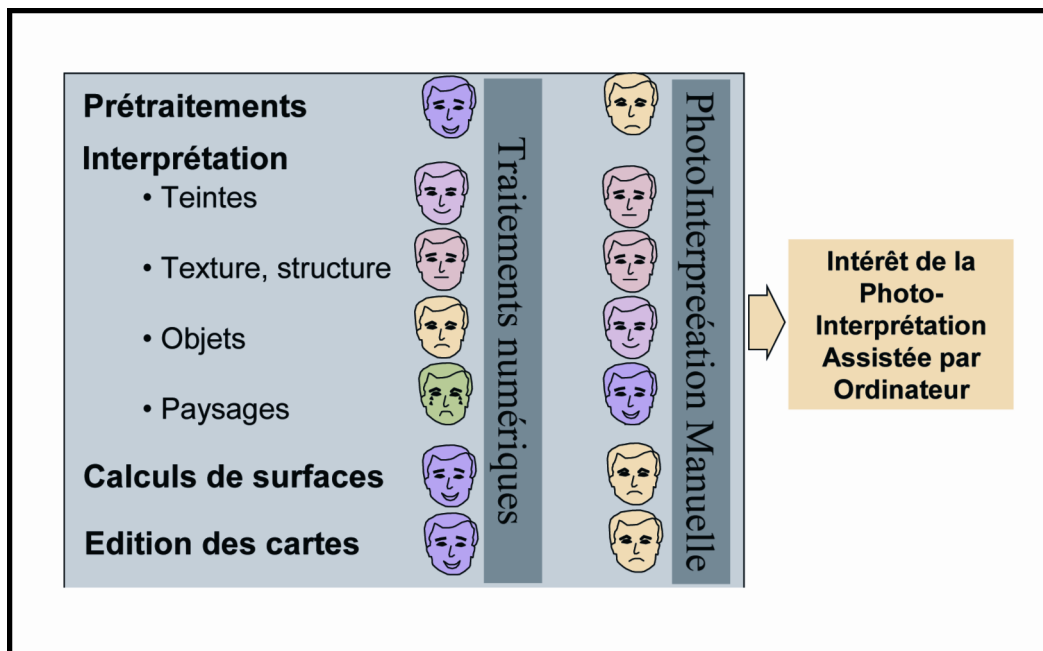 Prétraitements
Interprétation
• Teintes
• Texture, structure
• Objets
• Paysages
Calculs de surfaces
Edition des cartes
Traitements numériques
PhotoInterpreéation Manuelle
Intérêt de la
Photo-
Interprétation
Assistée par
Ordinateur